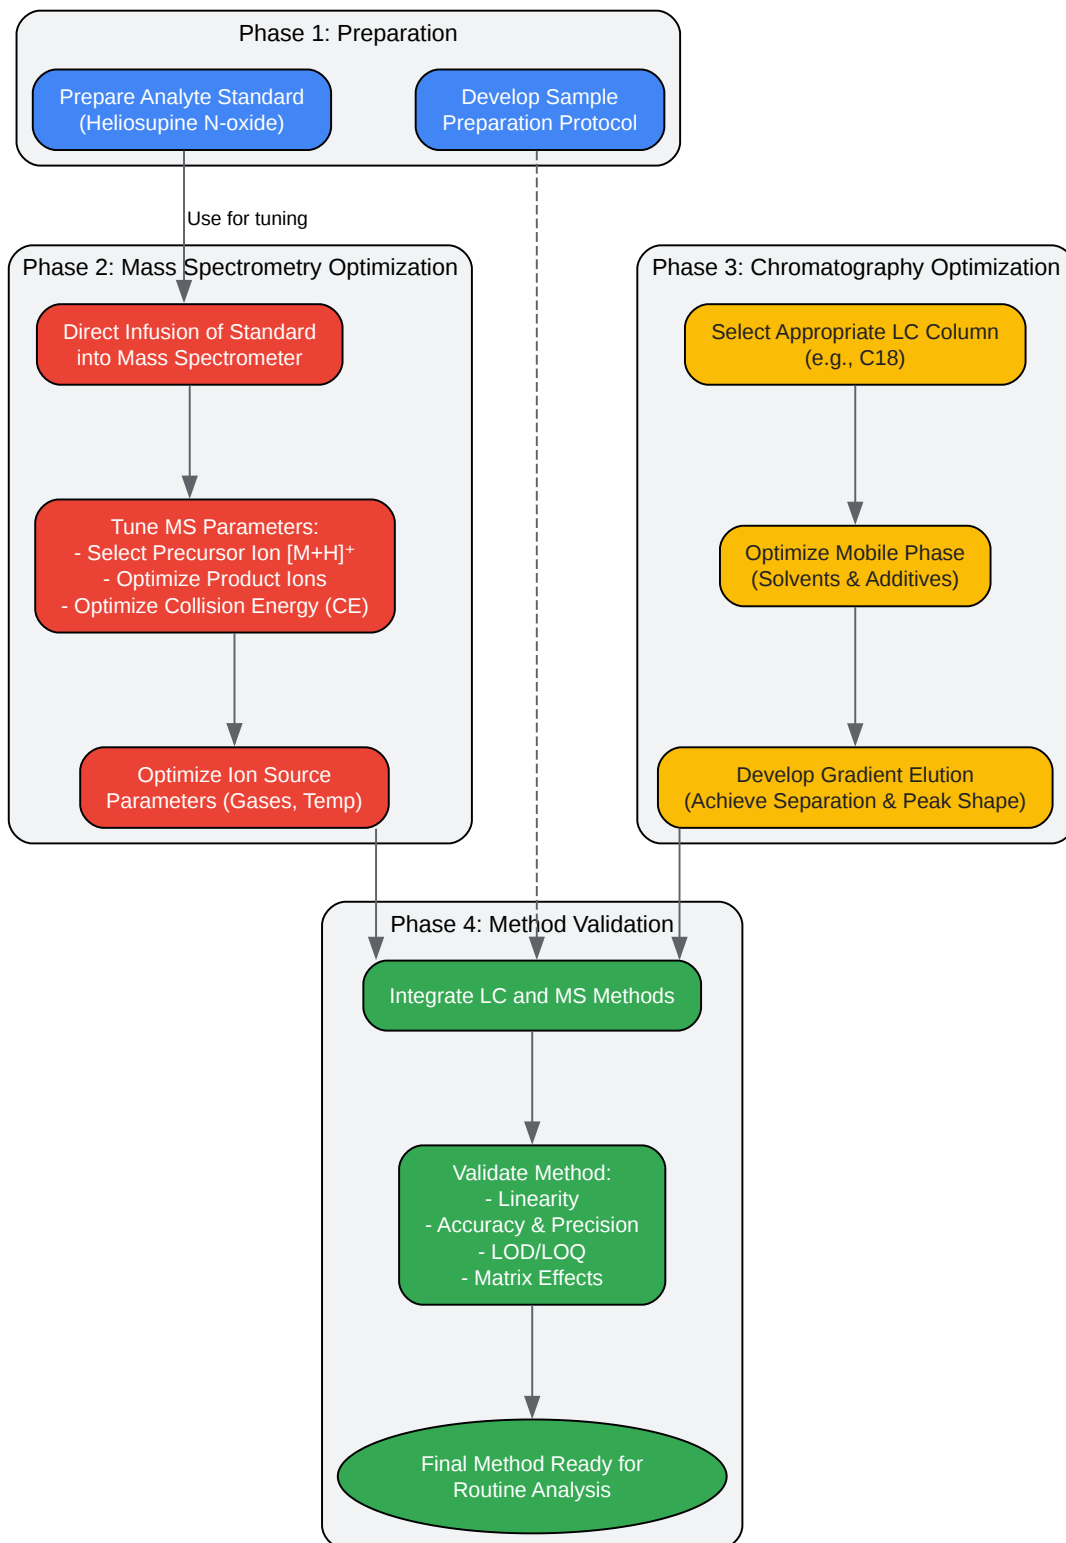 Phase 1: Preparation
Prepare Analyte Standard
(Heliosupine N-oxide)
Develop Sample
Preparation Protocol
Use for tuning
Phase 2: Mass Spectrometry Optimization
Direct Infusion of Standard
into Mass Spectrometer
Tune MS Parameters:
- Select Precursor Ion [M+H]⁺
- Optimize Product Ions
- Optimize Collision Energy (CE)
Optimize Ion Source
Parameters (Gases, Temp)
Phase 3: Chromatography Optimization
Select Appropriate LC Column
(e.g., C18)
Optimize Mobile Phase
(Solvents & Additives)
Develop Gradient Elution
(Achieve Separation & Peak Shape)
Phase 4: Method Validation
Integrate LC and MS Methods
Validate Method:
- Linearity
- Accuracy & Precision
- LOD/LOQ
- Matrix Effects
Final Method Ready for
Routine Analysis